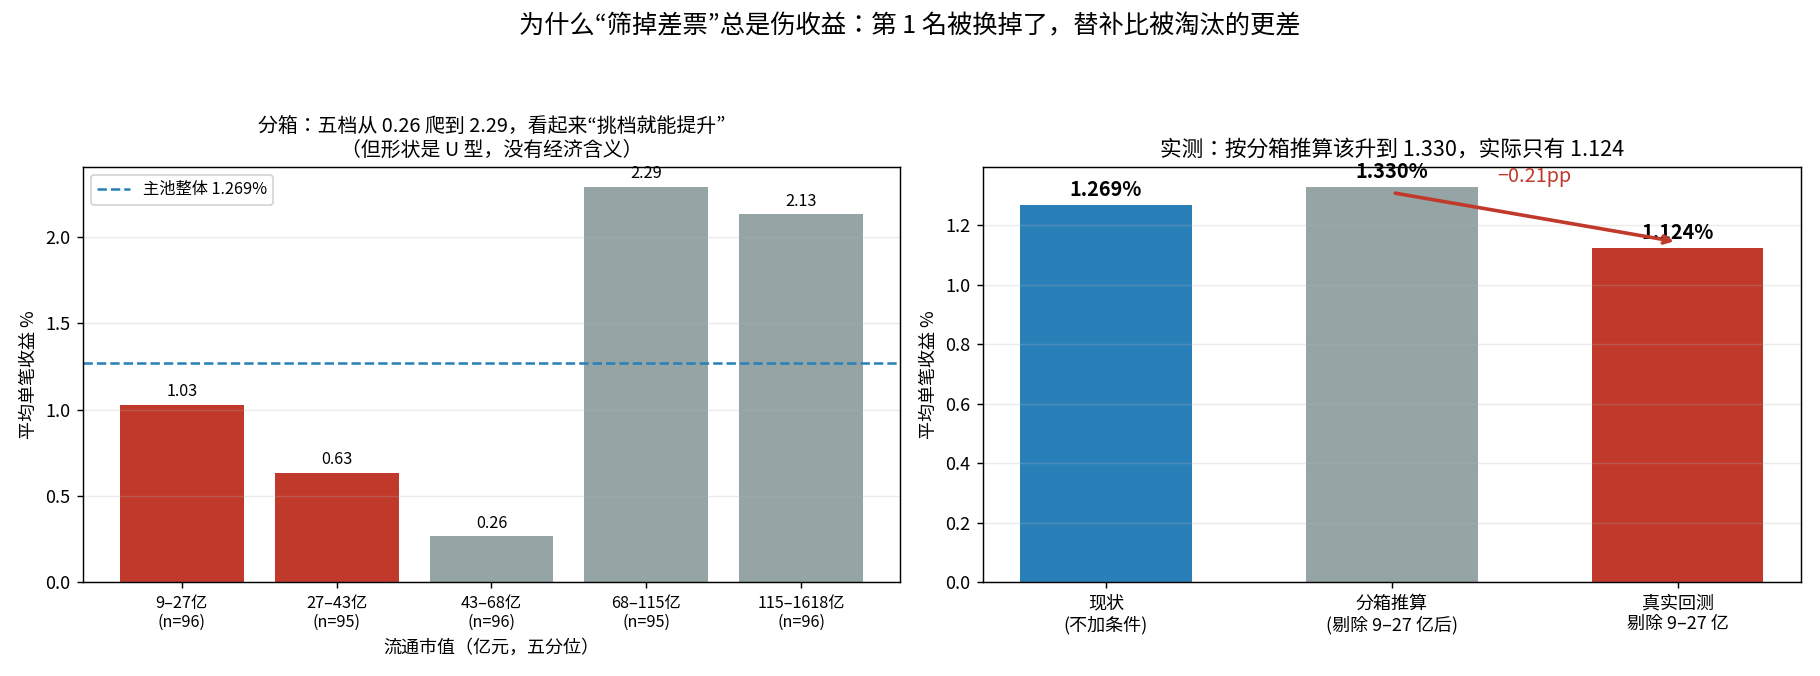 为什么“筛掉差票”总是伤收益：第 1 名被换掉了，替补比被淘汰的更差
分箱：五档从 0.26 爬到 2.29，看起来“挑档就能提升”
（但形状是 U 型，没有经济含义）
主池整体 1.269%
平均单笔收益 %
2.0
1.5
1.0
0.5
0.0
1.03
0.63
0.26
2.29
2.13
9–27亿
(n=96)
27–43亿
(n=95)
43–68亿
(n=96)
68–115亿
(n=95)
115–1618亿
(n=96)
流通市值（亿元，五分位）
实测：按分箱推算该升到 1.330，实际只有 1.124
平均单笔收益 %
1.2
1.0
0.8
0.6
0.4
0.2
0.0
1.269%
1.330%
−0.21pp
1.124%
现状
(不加条件)
分箱推算
(剔除 9–27 亿后)
真实回测
剔除 9–27 亿